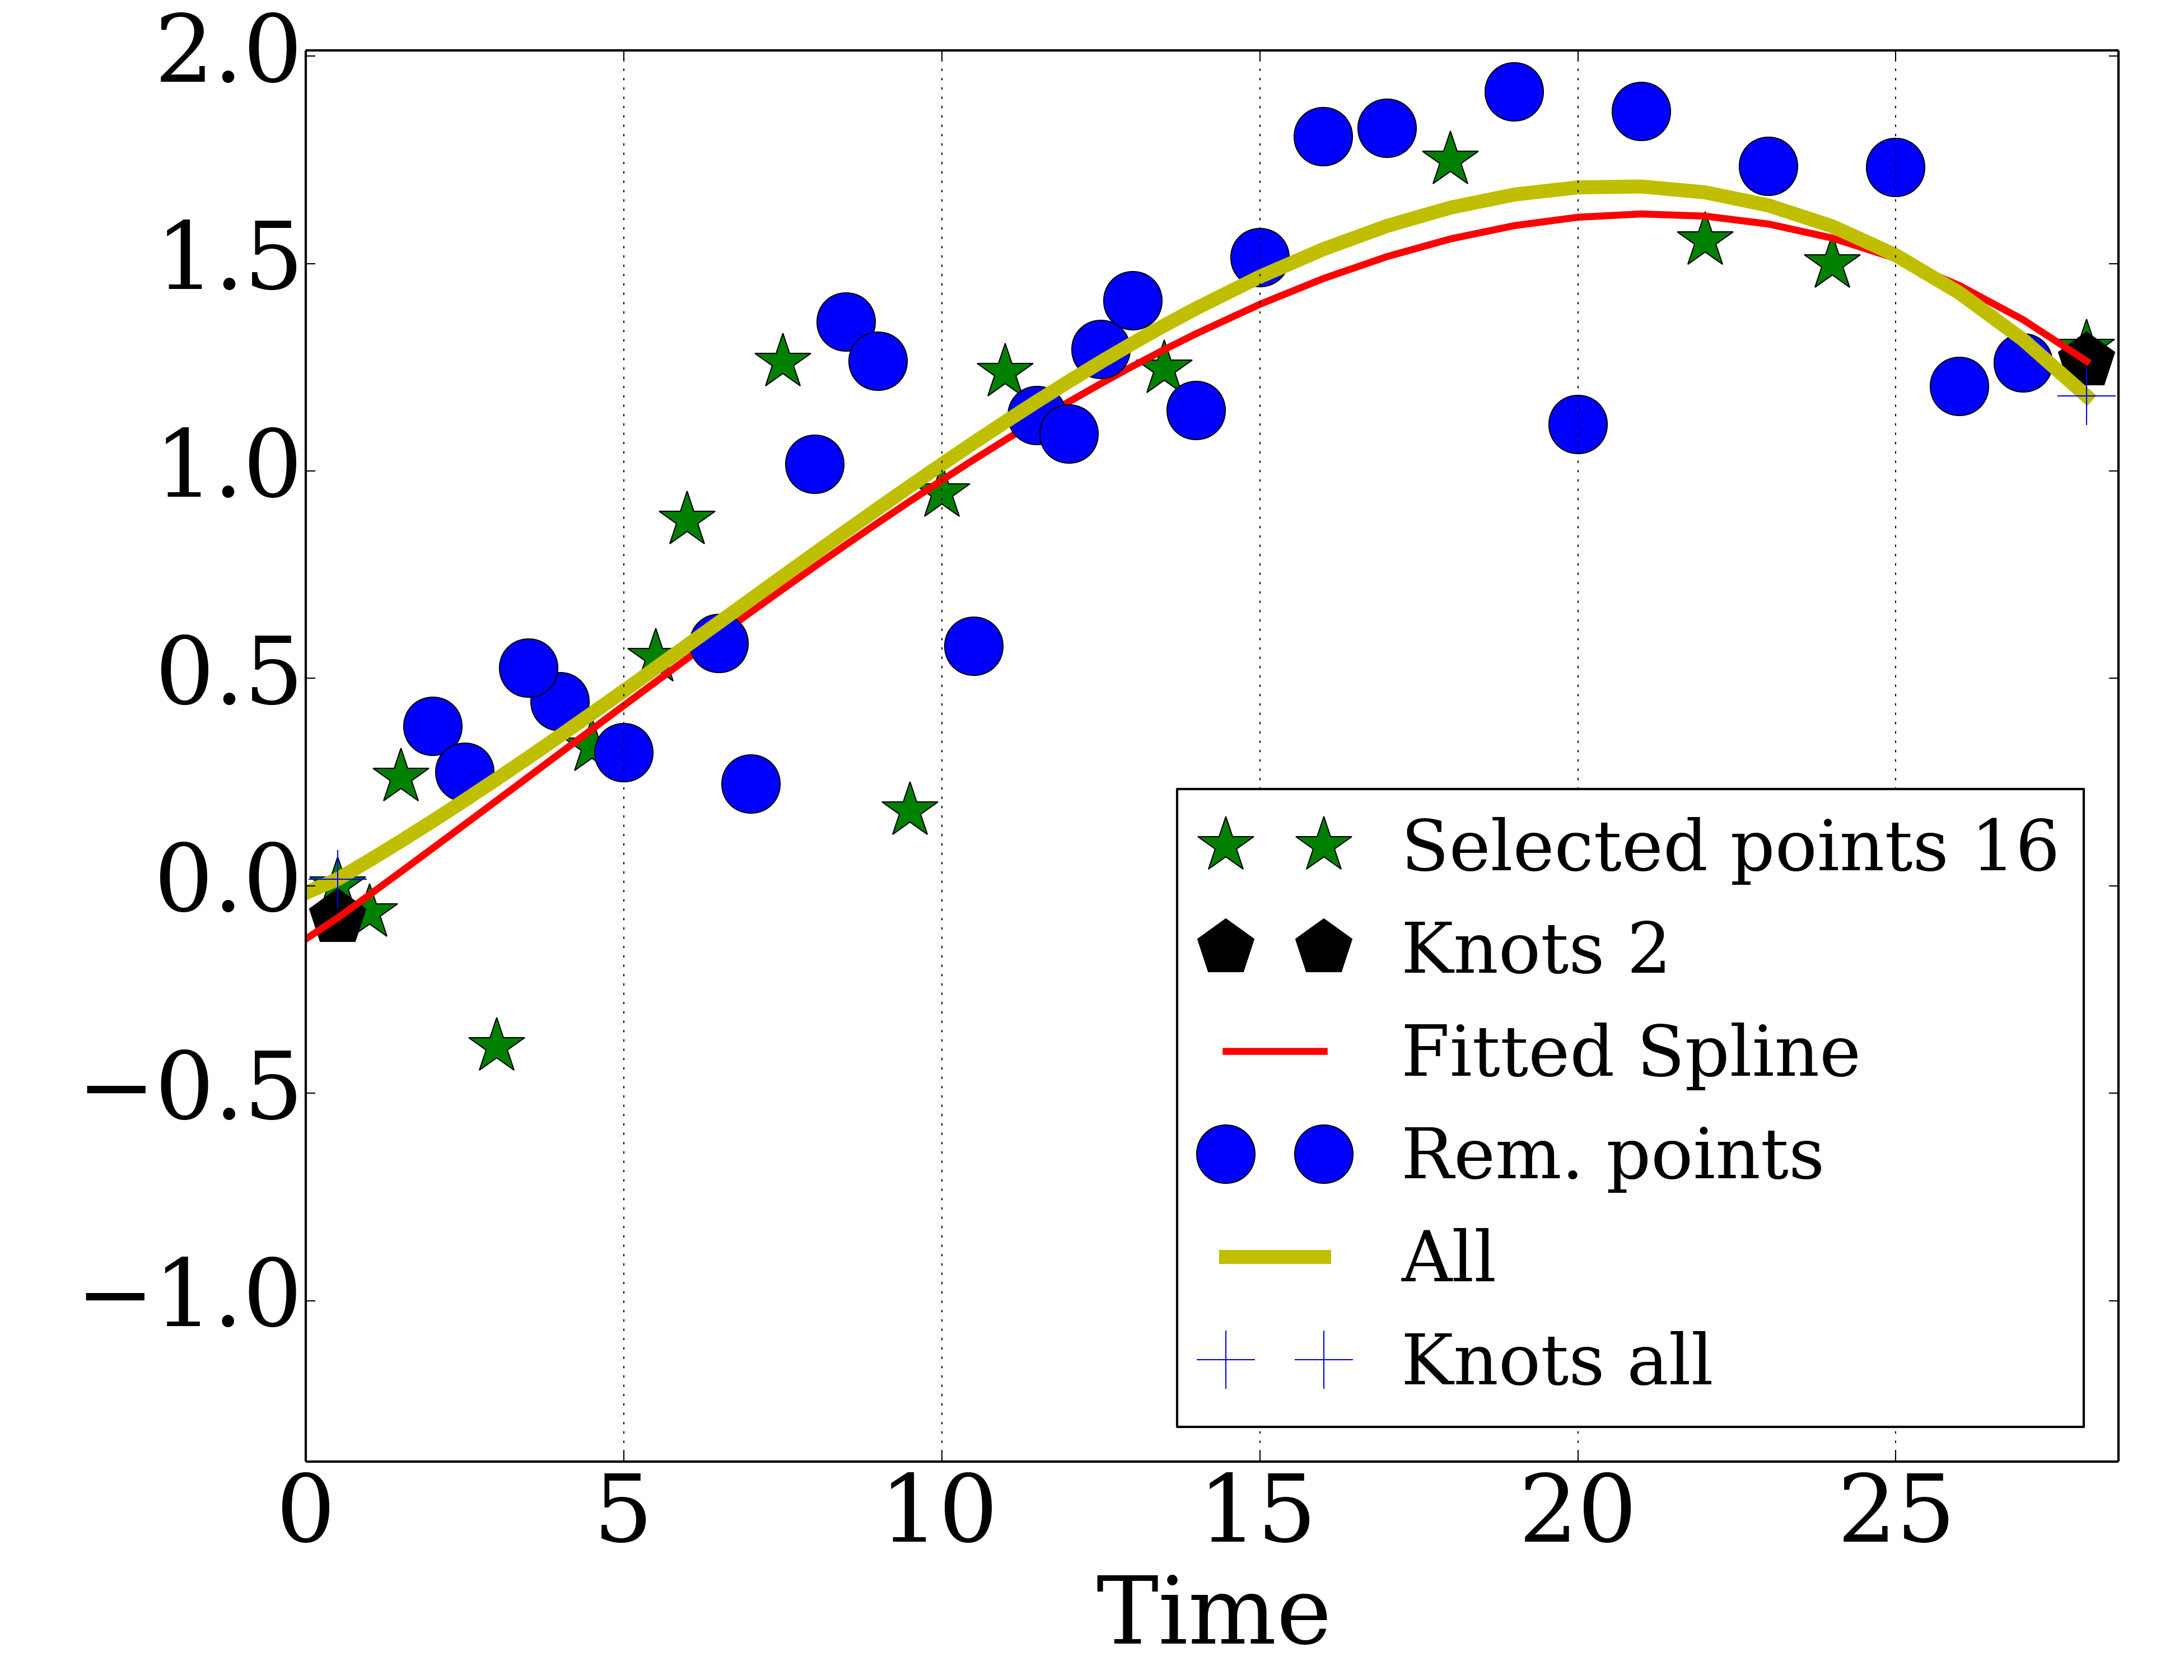 2.0
1.5
1.0
0.5
0.0
−0.5
−1.0
0 5 10 15 20 25
Time
Selected points 16
Knots 2
Fitted Spline
Rem. points
All
Knots all